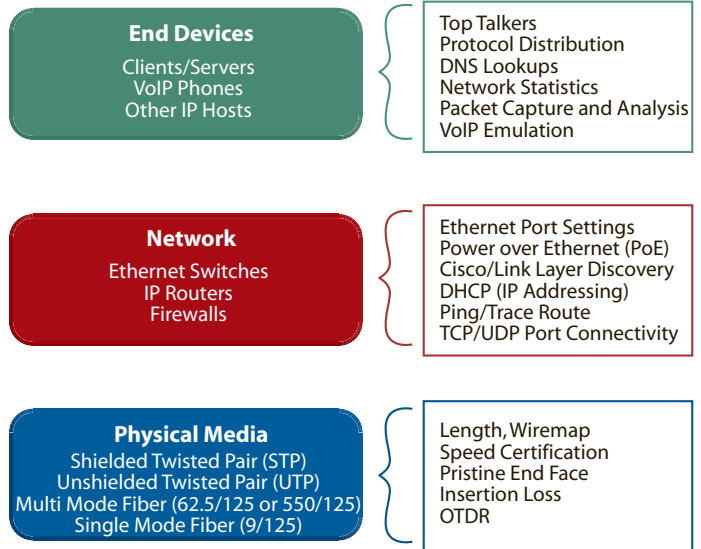 End Devices
Clients/Servers
VoIP Phones
Other IP Hosts
Top Talkers
Protocol Distribution
DNS Lookups
Network Statistics
Packet Capture and Analysis
VoIP Emulation
Network
Ethernet Switches
IP Routers
Firewalls
Ethernet Port Settings
Power over Ethernet (PoE)
Cisco/Link Layer Discovery
DHCP (IP Addressing)
Ping/Trace Route
TCP/UDP Port Connectivity
Physical Media
Shielded Twisted Pair (STP)
Unshielded Twisted Pair (UTP)
Multi Mode Fiber (62.5/125 or 550/125)
Single Mode Fiber (9/125)
Length, Wiremap
Speed Certification
Pristine End Face
Insertion Loss
OTDR